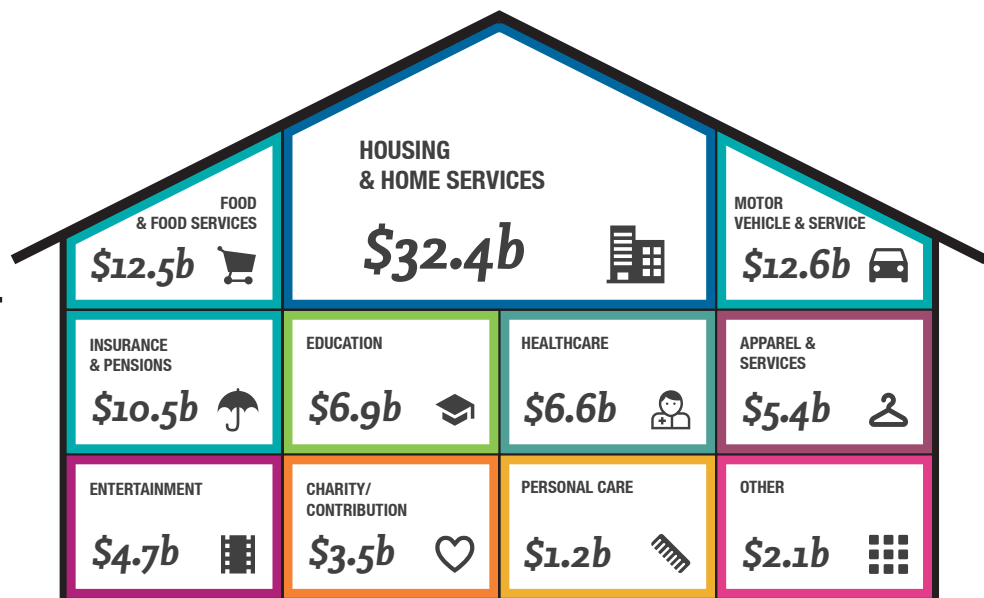 HOUSING
& HOME SERVICES
$32.4b
FOOD
& FOOD SERVICES
$12.5b
MOTOR
VEHICLE & SERVICE
$12.6b
INSURANCE
& PENSIONS
$10.5b
EDUCATION
$6.9b
HEALTHCARE
$6.6b
APPAREL &
SERVICES
$5.4b
ENTERTAINMENT
$4.7b
CHARITY/
CONTRIBUTION
$3.5b
PERSONAL CARE
$1.2b
OTHER
$2.1b